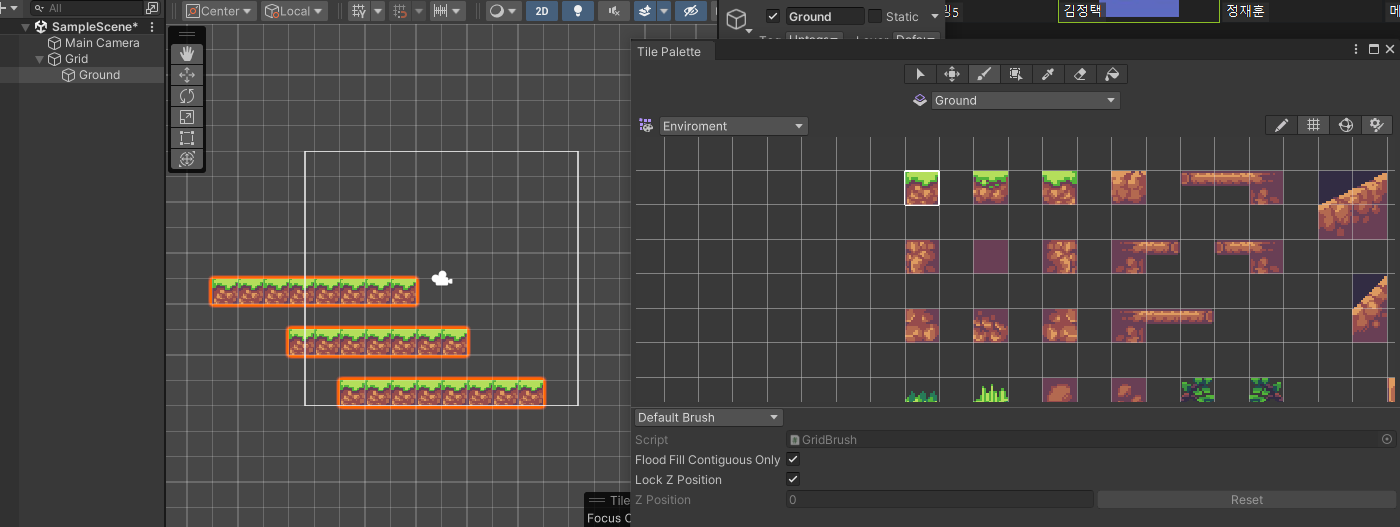 All
SampleScene*
Main Camera
Grid
Ground
Center
Local
2D
Ground
Static
김정택
정재훈
Tile Palette
Ground
Enviroment
Default Brush
Script
GridBrush
Flood Fill Contiguous Only
Lock Z Position
Z Position
0
Reset
Tile
Focus